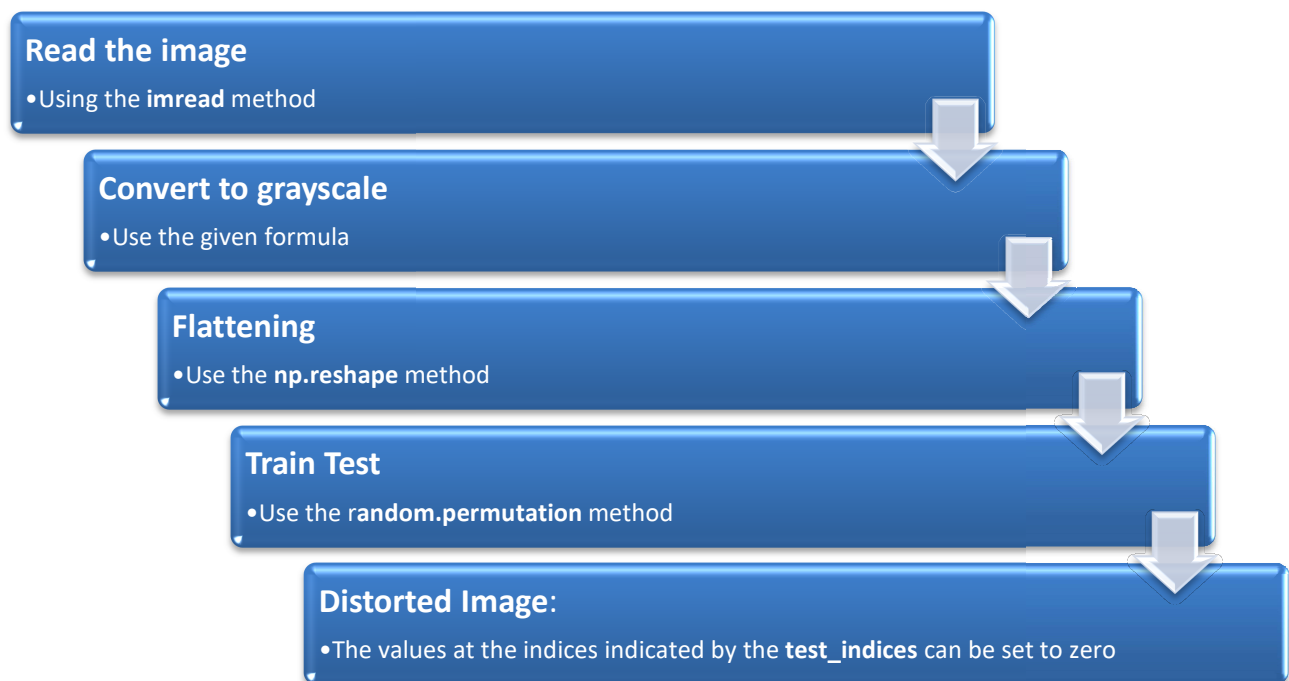 Read the image
•Using the imread method
Convert to grayscale
•Use the given formula
Flattening
•Use the np.reshape method
Train Test
•Use the random.permutation method
Distorted Image:
•The values at the indices indicated by the test_indices can be set to zero